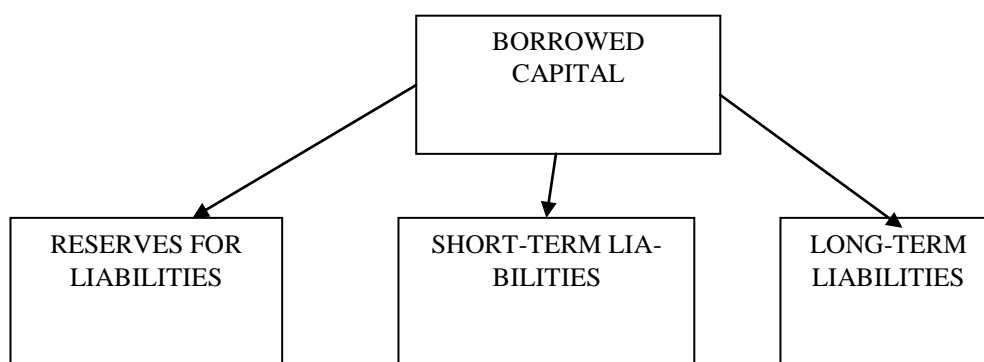 BORROWED
CAPITAL
RESERVES FOR
LIABILITIES
SHORT-TERM LIA-
BILITIES
LONG-TERM
LIABILITIES